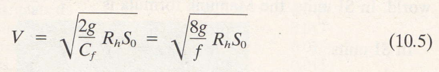 V = √(2g/C_f R_h S_0) = √(8g/f R_h S_0) (10.5)